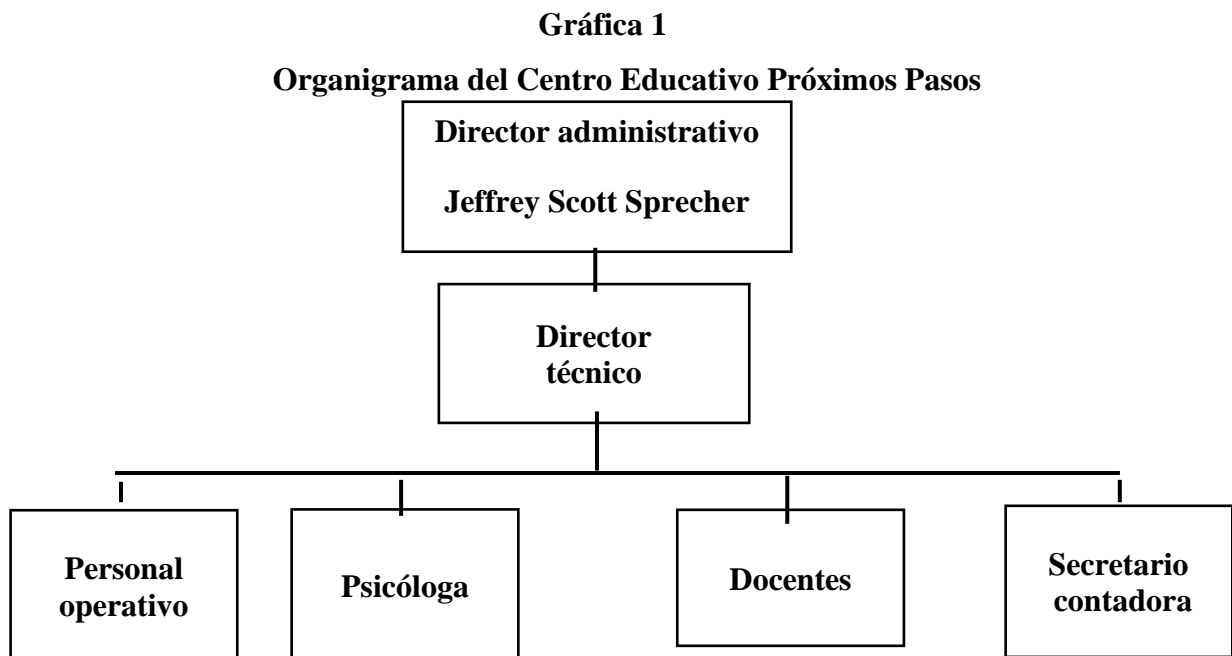 Gráfica 1
Organigrama del Centro Educativo Próximos Pasos
Director administrativo
Jeffrey Scott Sprecher
Director
técnico
Personal
operativo
Psicóloga
Docentes
Secretario
contadora